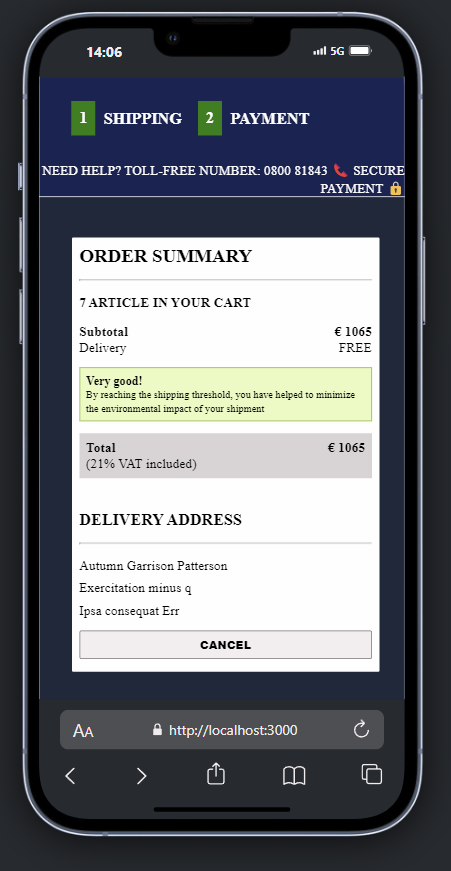 14:06 5G
1 SHIPPING 2 PAYMENT
NEED HELP? TOLL-FREE NUMBER: 0800 81843 📞 SECURE
PAYMENT 🔒
ORDER SUMMARY
7 ARTICLE IN YOUR CART
Subtotal € 1065
Delivery FREE
Very good!
By reaching the shipping threshold, you have helped to minimize
the environmental impact of your shipment
Total € 1065
(21% VAT included)
DELIVERY ADDRESS
Autumn Garrison Patterson
Exercitation minus q
Ipsa consequat Err
CANCEL
AA http://localhost:3000